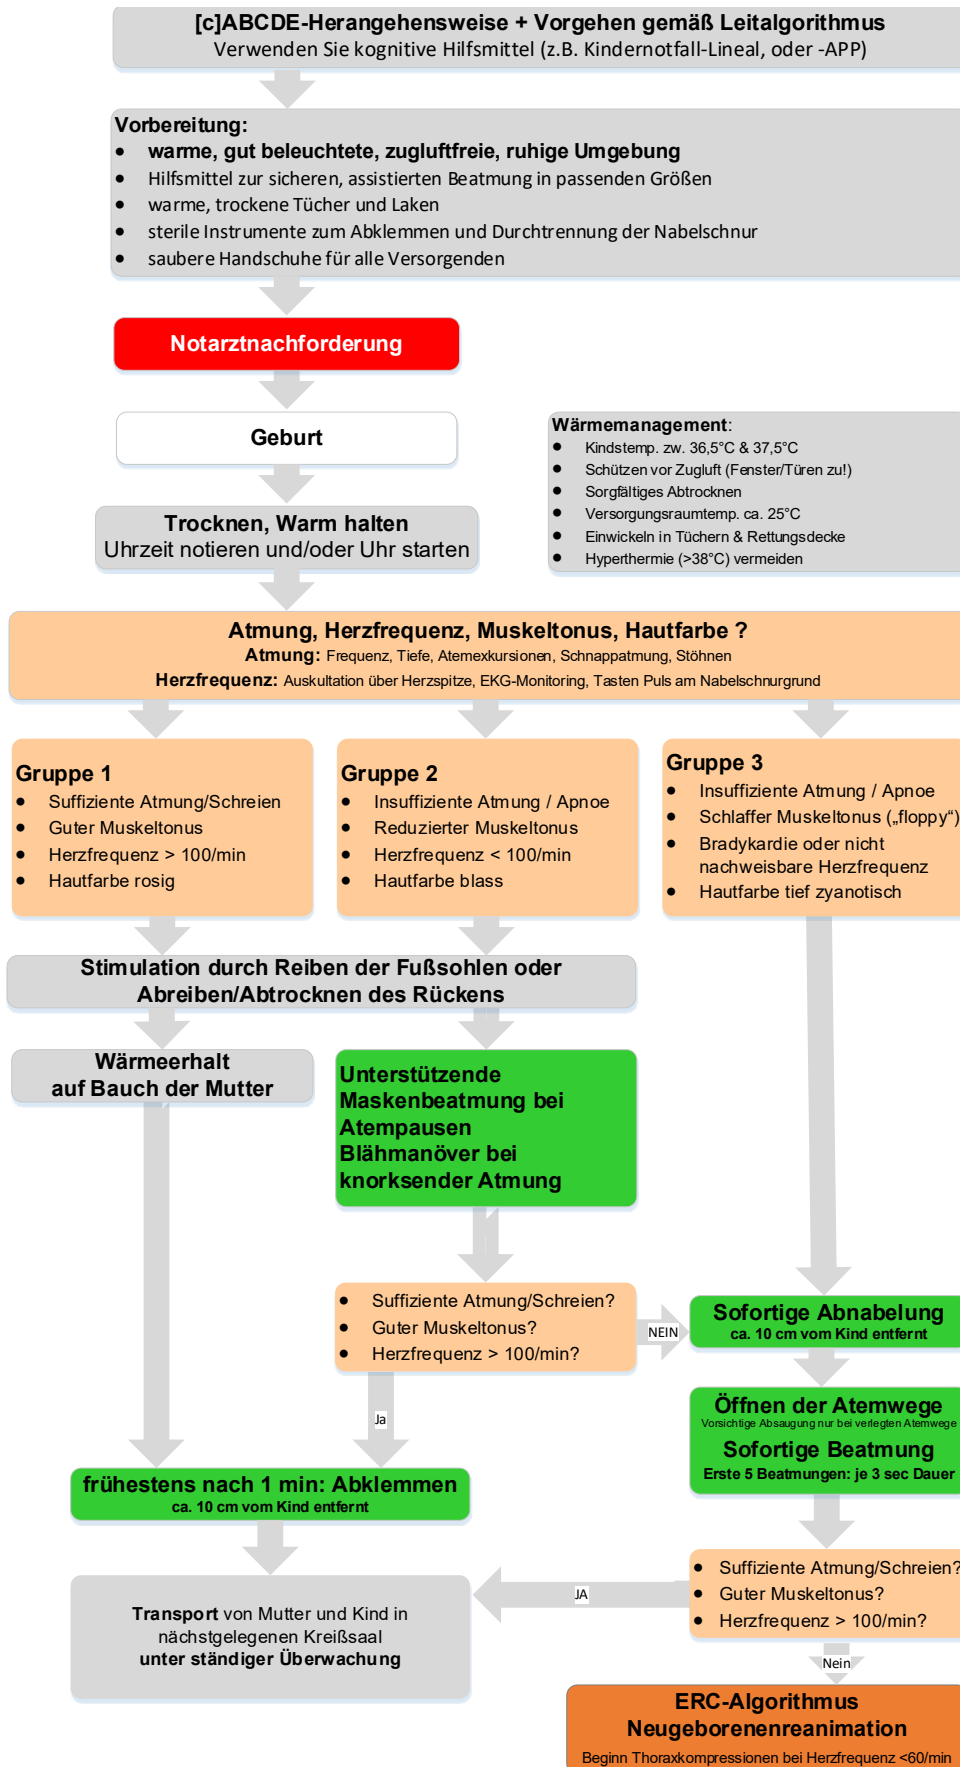 [c]ABCDE-Herangehensweise + Vorgehen gemäß Leitalgorithmus
Verwenden Sie kognitive Hilfsmittel (z.B. Kindernotfall-Lineal, oder -APP)
Vorbereitung:
• warme, gut beleuchtete, zugluftfreie, ruhige Umgebung
• Hilfsmittel zur sicheren, assistierten Beatmung in passenden Größen
• warme, trockene Tücher und Laken
• sterile Instrumente zum Abklemmen und Durchtrennung der Nabelschnur
• saubere Handschuhe für alle Versorgenden
Notarztnachforderung
Geburt
Wärmemanagement:
• Kindstemp. zw. 36,5°C & 37,5°C
• Schützen vor Zugluft (Fenster/Türen zu!)
• Sorgfältiges Abtrocknen
• Versorgungsraumtemp. ca. 25°C
• Einwickeln in Tüchern & Rettungsdecke
• Hyperthermie (>38°C) vermeiden
Trocknen, Warm halten
Uhrzeit notieren und/oder Uhr starten
Atmung, Herzfrequenz, Muskeltonus, Hautfarbe ?
Atmung: Frequenz, Tiefe, Atemexkursionen, Schnappatmung, Stöhnen
Herzfrequenz: Auskultation über Herzspitze, EKG-Monitoring, Tasten Puls am Nabelschnurgrund
Gruppe 1
• Suffiziente Atmung/Schreien
• Guter Muskeltonus
• Herzfrequenz > 100/min
• Hautfarbe rosig
Gruppe 2
• Insuffiziente Atmung / Apnoe
• Reduzierter Muskeltonus
• Herzfrequenz < 100/min
• Hautfarbe blass
Gruppe 3
• Insuffiziente Atmung / Apnoe
• Schlaffer Muskeltonus („floppy“)
• Bradykardie oder nicht
nachweisbare Herzfrequenz
• Hautfarbe tief zyanotisch
Stimulation durch Reiben der Fußsohlen oder
Abreiben/Abtrocknen des Rückens
Wärmeerhalt
auf Bauch der Mutter
Unterstützende
Maskenbeatmung bei
Atempausen
Blähmanöver bei
knorksender Atmung
• Suffiziente Atmung/Schreien?
• Guter Muskeltonus?
• Herzfrequenz > 100/min?
NEIN
Ja
Sofortige Abnabelung
ca. 10 cm vom Kind entfernt
Öffnen der Atemwege
Vorsichtige Absaugung nur bei verlegten Atemwege
Sofortige Beatmung
Erste 5 Beatmungen: je 3 sec Dauer
frühestens nach 1 min: Abklemmen
ca. 10 cm vom Kind entfernt
• Suffiziente Atmung/Schreien?
• Guter Muskeltonus?
• Herzfrequenz > 100/min?
JA
Nein
Transport von Mutter und Kind in
nächstgelegenen Kreißsaal
unter ständiger Überwachung
ERC-Algorithmus
Neugeborenenreanimation
Beginn Thoraxkompressionen bei Herzfrequenz <60/min